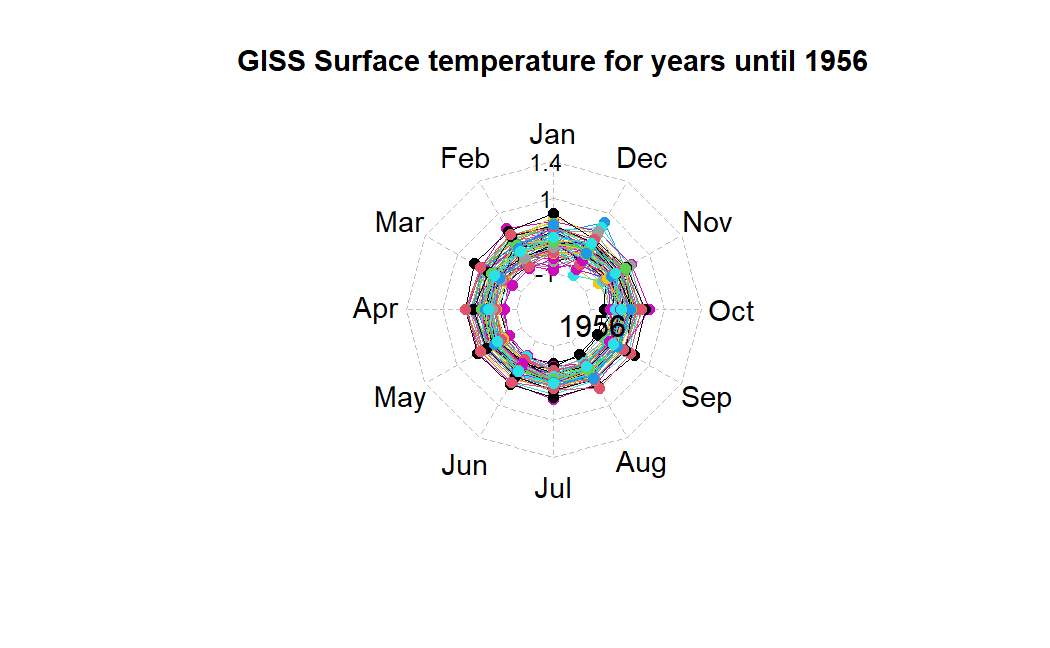 GISS Surface temperature for years until 1956
Jan
Feb
1.4
Dec
Mar
1
Nov
-1
Apr
1956
Oct
May
Sep
Jun
Aug
Jul